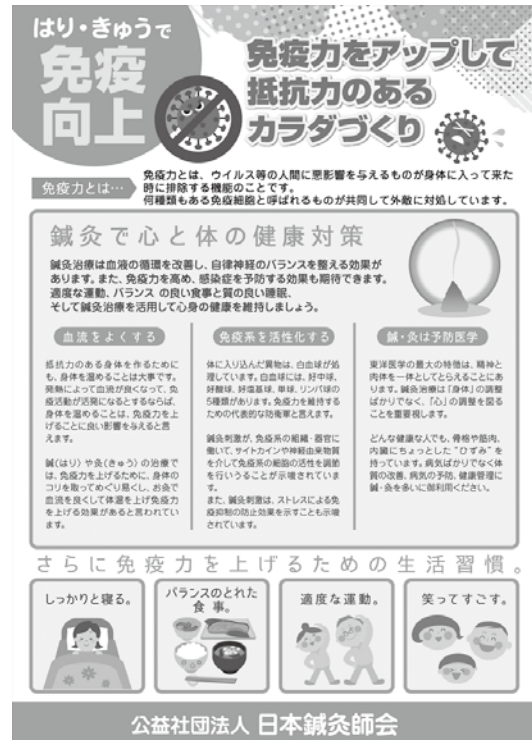 はり・きゅうで
免疫
向上
免疫力をアップして
抵抗力のある
カラダづくり
免疫力とは…
免疫力とは、ウイルス等の人間に悪影響を与えるものが身体に入って来た
時に排除する機能のことです。
何種類もある免疫細胞と呼ばれるものが共同して外敵に対処しています。
鍼灸で心と体の健康対策
鍼灸治療は血液の循環を改善し、自律神経のバランスを整える効果が
あります。また、免疫力を高め、感染症を予防する効果も期待できます。
適度な運動、バランス の良い食事と質の良い睡眠、
そして鍼灸治療を活用して心身の健康を維持しましょう。
血流をよくする
抵抗力のある身体を作るために
も、身体を温めることは大事です。
発熱によって血流が良くなって、免
疫活動が活発になるとするならば、
身体を温めることは、免疫力を上
げることに良い影響を与えると言
えます。
鍼(はり) や灸(きゅう) の治療で
は、免疫力を上げるために、身体の
コリを取ってめぐり易くし、お灸で
血流を良くして体温を上げ免疫力
を上げる効果があると言われてい
ます。
免疫系を活性化する
体に入り込んだ異物は、白血球が処
理しています。白血球には、好中球、
好酸球、好塩基球、単球、リンパ球の
5種類があります。免疫力を維持する
ための代表的な防衛軍と言えます。
鍼灸刺激が、免疫系の組織・器官に
働いて、サイトカインや神経由来物質
を介して免疫系の細胞の活性を調節
を行いうることが示唆されていま
す。
また、鍼灸刺激は、ストレスによる免
疫抑制の防止効果を示すことも示唆
されています。
鍼・灸は予防医学
東洋医学の最大の特徴は、精神と
肉体を一体としてとらえることにあ
ります。鍼灸治療は「身体」の調整
ばかりでなく、「心」の調整を図る
ことを重要視します。
どんな健康な人でも、骨格や筋肉、
内臓にちょっとした“ひずみ”を
持っています。病気ばかりでなく体
質の改善、病気の予防、健康管理に
鍼・灸を多いに御利用ください。
さらに免疫力を上げるための生活習慣。
しっかりと寝る。
バランスのとれた
食 事。
適度な運動。
笑ってすごす。
公益社団法人 日本鍼灸師会